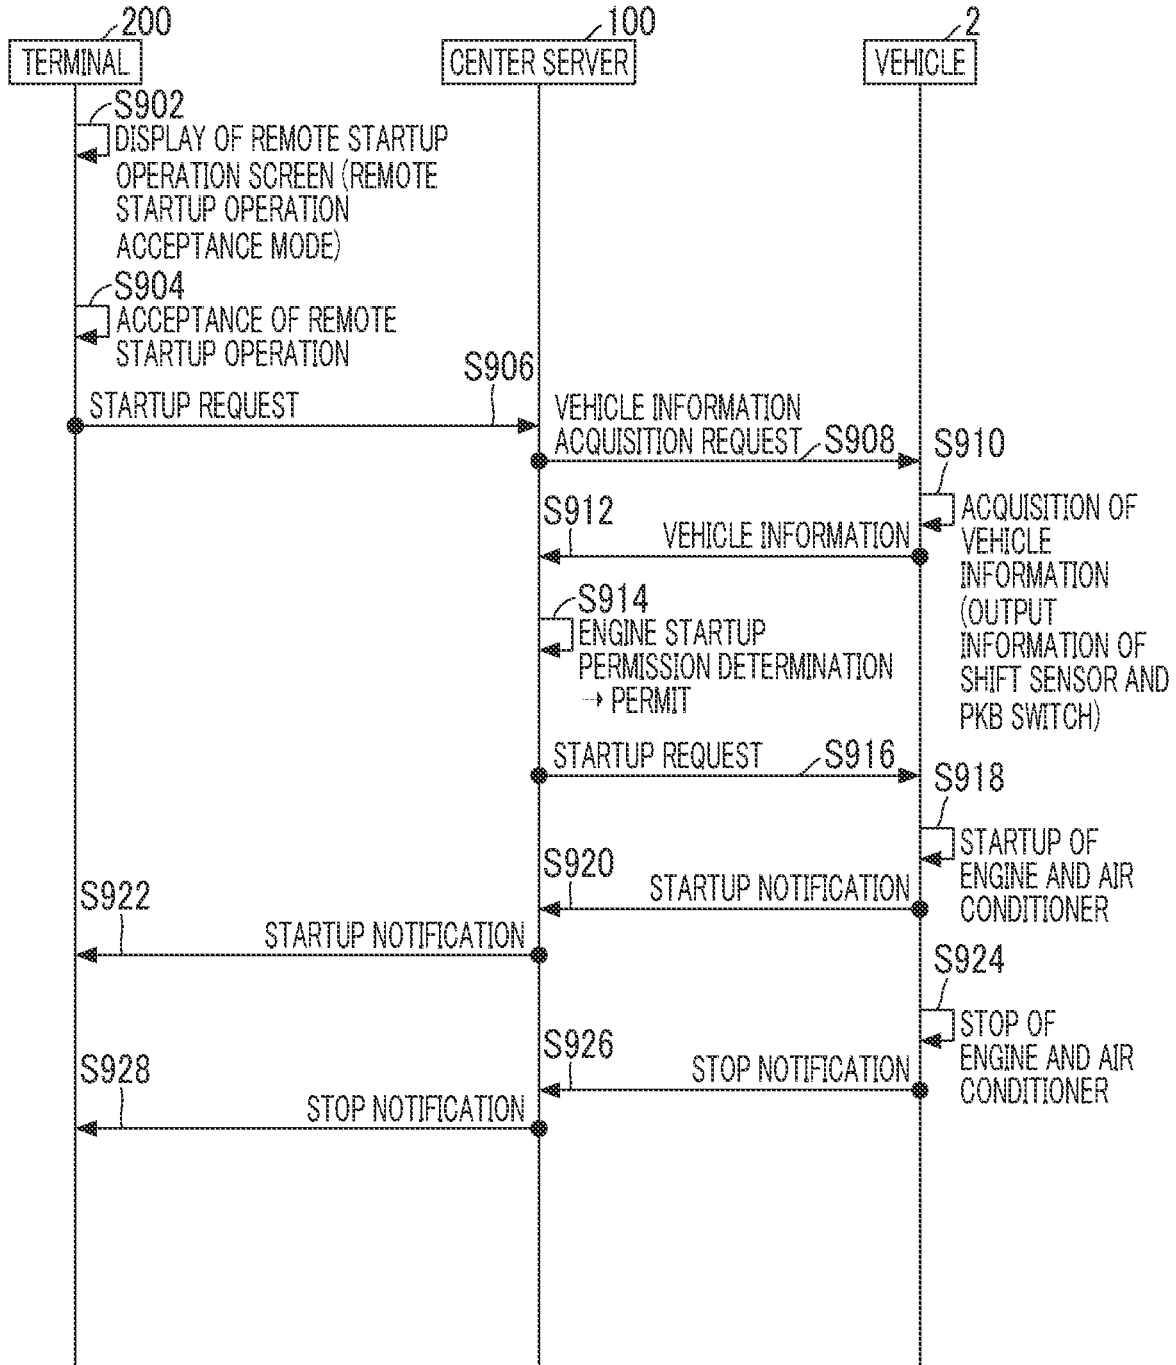 200
100
2
TERMINAL
CENTER SERVER
VEHICLE
S902
DISPLAY OF REMOTE STARTUP
OPERATION SCREEN (REMOTE
STARTUP OPERATION
ACCEPTANCE MODE)
S904
ACCEPTANCE OF REMOTE
STARTUP OPERATION
S906
STARTUP REQUEST
VEHICLE INFORMATION
ACQUISITION REQUEST
S908
S910
ACQUISITION OF
VEHICLE
INFORMATION
(OUTPUT
INFORMATION OF
SHIFT SENSOR AND
PKB SWITCH)
S912
VEHICLE INFORMATION
S914
ENGINE STARTUP
PERMISSION DETERMINATION
→ PERMIT
STARTUP REQUEST
S916
S918
STARTUP OF
ENGINE AND AIR
CONDITIONER
S920
STARTUP NOTIFICATION
S922
STARTUP NOTIFICATION
S924
STOP OF
ENGINE AND AIR
CONDITIONER
S926
STOP NOTIFICATION
S928
STOP NOTIFICATION